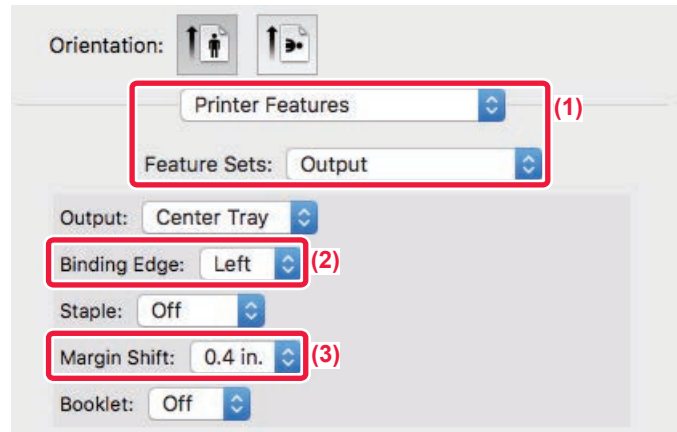 Orientation:
Printer Features
(1)
Feature Sets: Output
Output: Center Tray
Binding Edge: Left (2)
Staple: Off
Margin Shift: 0.4 in. (3)
Booklet: Off